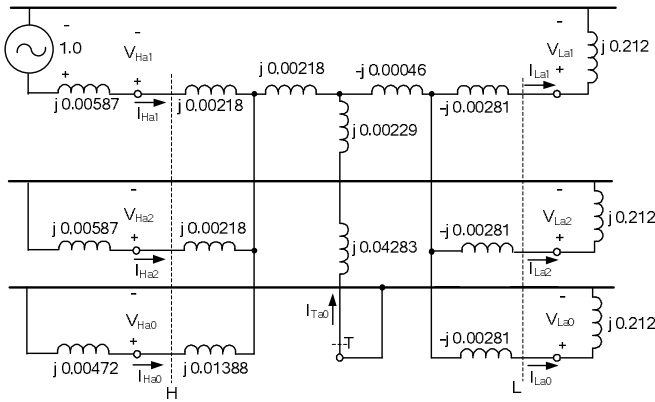 -
-
-
1.0
V_Ha1
V_La1
j 0.212
j 0.00218
-j 0.00046
I_La1
+
+
+
+
j 0.00587
j 0.00218
-j 0.00281
I_Ha1
j 0.00229
-
-
j 0.00587
V_Ha2
j 0.00218
-j 0.00281
V_La2
j 0.212
+
+
j 0.04283
I_Ha2
I_La2
-
-
I_Ta0
V_Ha0
V_La0
j 0.212
+
---T
-j 0.00281
+
j 0.00472
I_Ha0
j 0.01388
I_La0
H
L